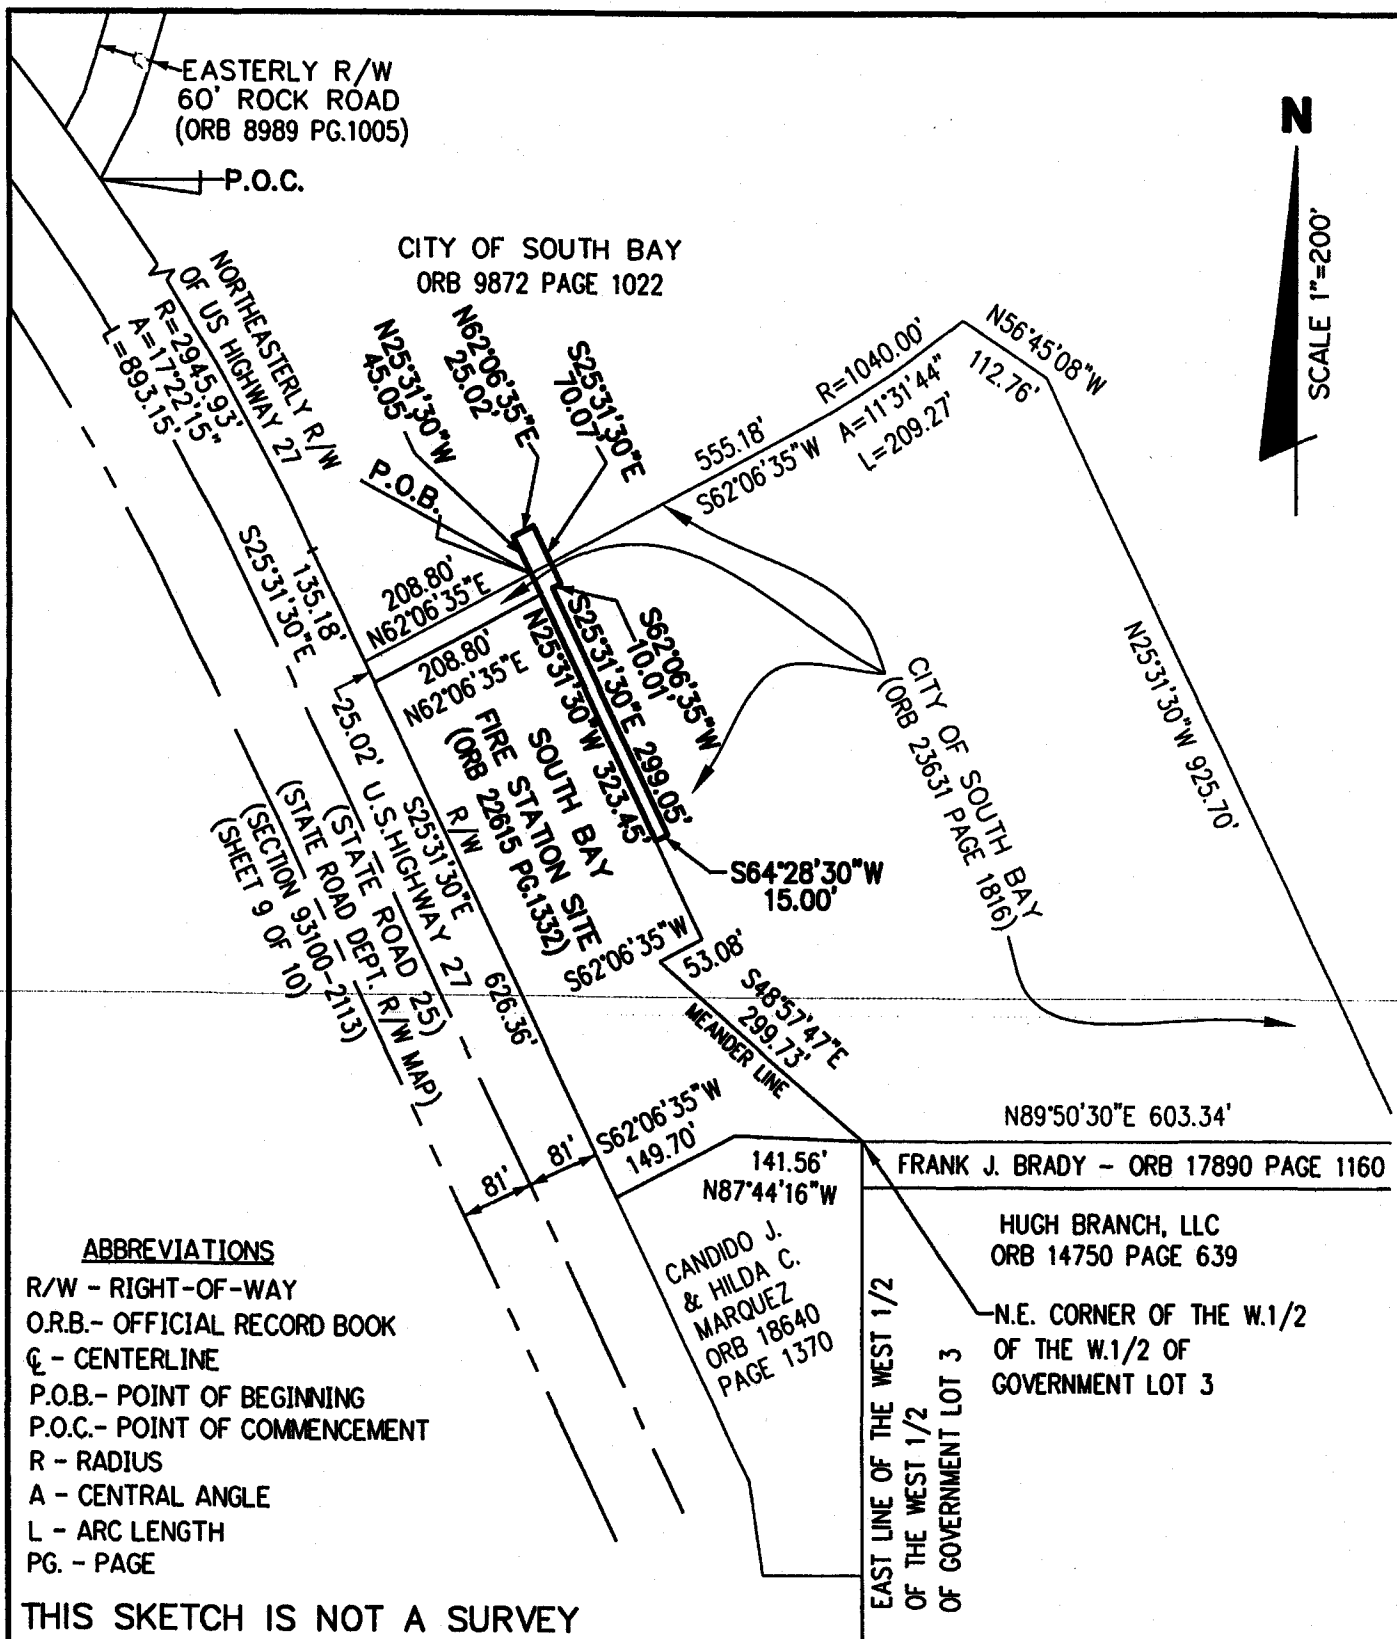 EASTERLY R/W
60' ROCK ROAD
(ORB 8989 PG.1005)
P.O.C.
N
SCALE 1"=200'
CITY OF SOUTH BAY
ORB 9872 PAGE 1022
NORTHEASTERLY R/W
OF US HIGHWAY 27
R=2945.93'
A=17°22'15"
L=893.15'
N25°31'30"W
45.05'
N62°06'35"E
25.02'
S25°31'30"E
70.07'
P.O.B.
555.18'
S62°06'35"W
R=1040.00'
A=11°31'44"
L=209.27'
N56°45'08"W
112.76'
S25°31'30"E
135.18'
208.80'
N62°06'35"E
208.80'
N62°06'35"E
25.02'
S62°06'35"W
10.01'
S25°31'30"E 299.05'
N25°31'30"W 323.45'
SOUTH BAY
FIRE STATION SITE
(ORB 22615 PG.1332)
R/W
S25°31'30"E
626.36'
U.S.HIGHWAY 27
(STATE ROAD 25)
(STATE ROAD DEPT. R/W MAP)
(SECTION 93100-2113)
(SHEET 9 OF 10)
S64°28'30"W
15.00'
CITY OF SOUTH BAY
(ORB 23631 PAGE 1816)
N25°31'30"W 925.70'
S62°06'35"W
53.08'
S48°57'47"E
299.73'
MEANDER LINE
S62°06'35"W
149.70'
81'
81'
141.56'
N87°44'16"W
N89°50'30"E 603.34'
FRANK J. BRADY - ORB 17890 PAGE 1160
HUGH BRANCH, LLC
ORB 14750 PAGE 639
N.E. CORNER OF THE W.1/2
OF THE W.1/2 OF
GOVERNMENT LOT 3
CANDIDO J.
& HILDA C.
MARQUEZ
ORB 18640
PAGE 1370
EAST LINE OF THE WEST 1/2
OF THE WEST 1/2
OF GOVERNMENT LOT 3
ABBREVIATIONS
R/W - RIGHT-OF-WAY
O.R.B.- OFFICIAL RECORD BOOK
℄ - CENTERLINE
P.O.B.- POINT OF BEGINNING
P.O.C.- POINT OF COMMENCEMENT
R - RADIUS
A - CENTRAL ANGLE
L - ARC LENGTH
PG. - PAGE
THIS SKETCH IS NOT A SURVEY